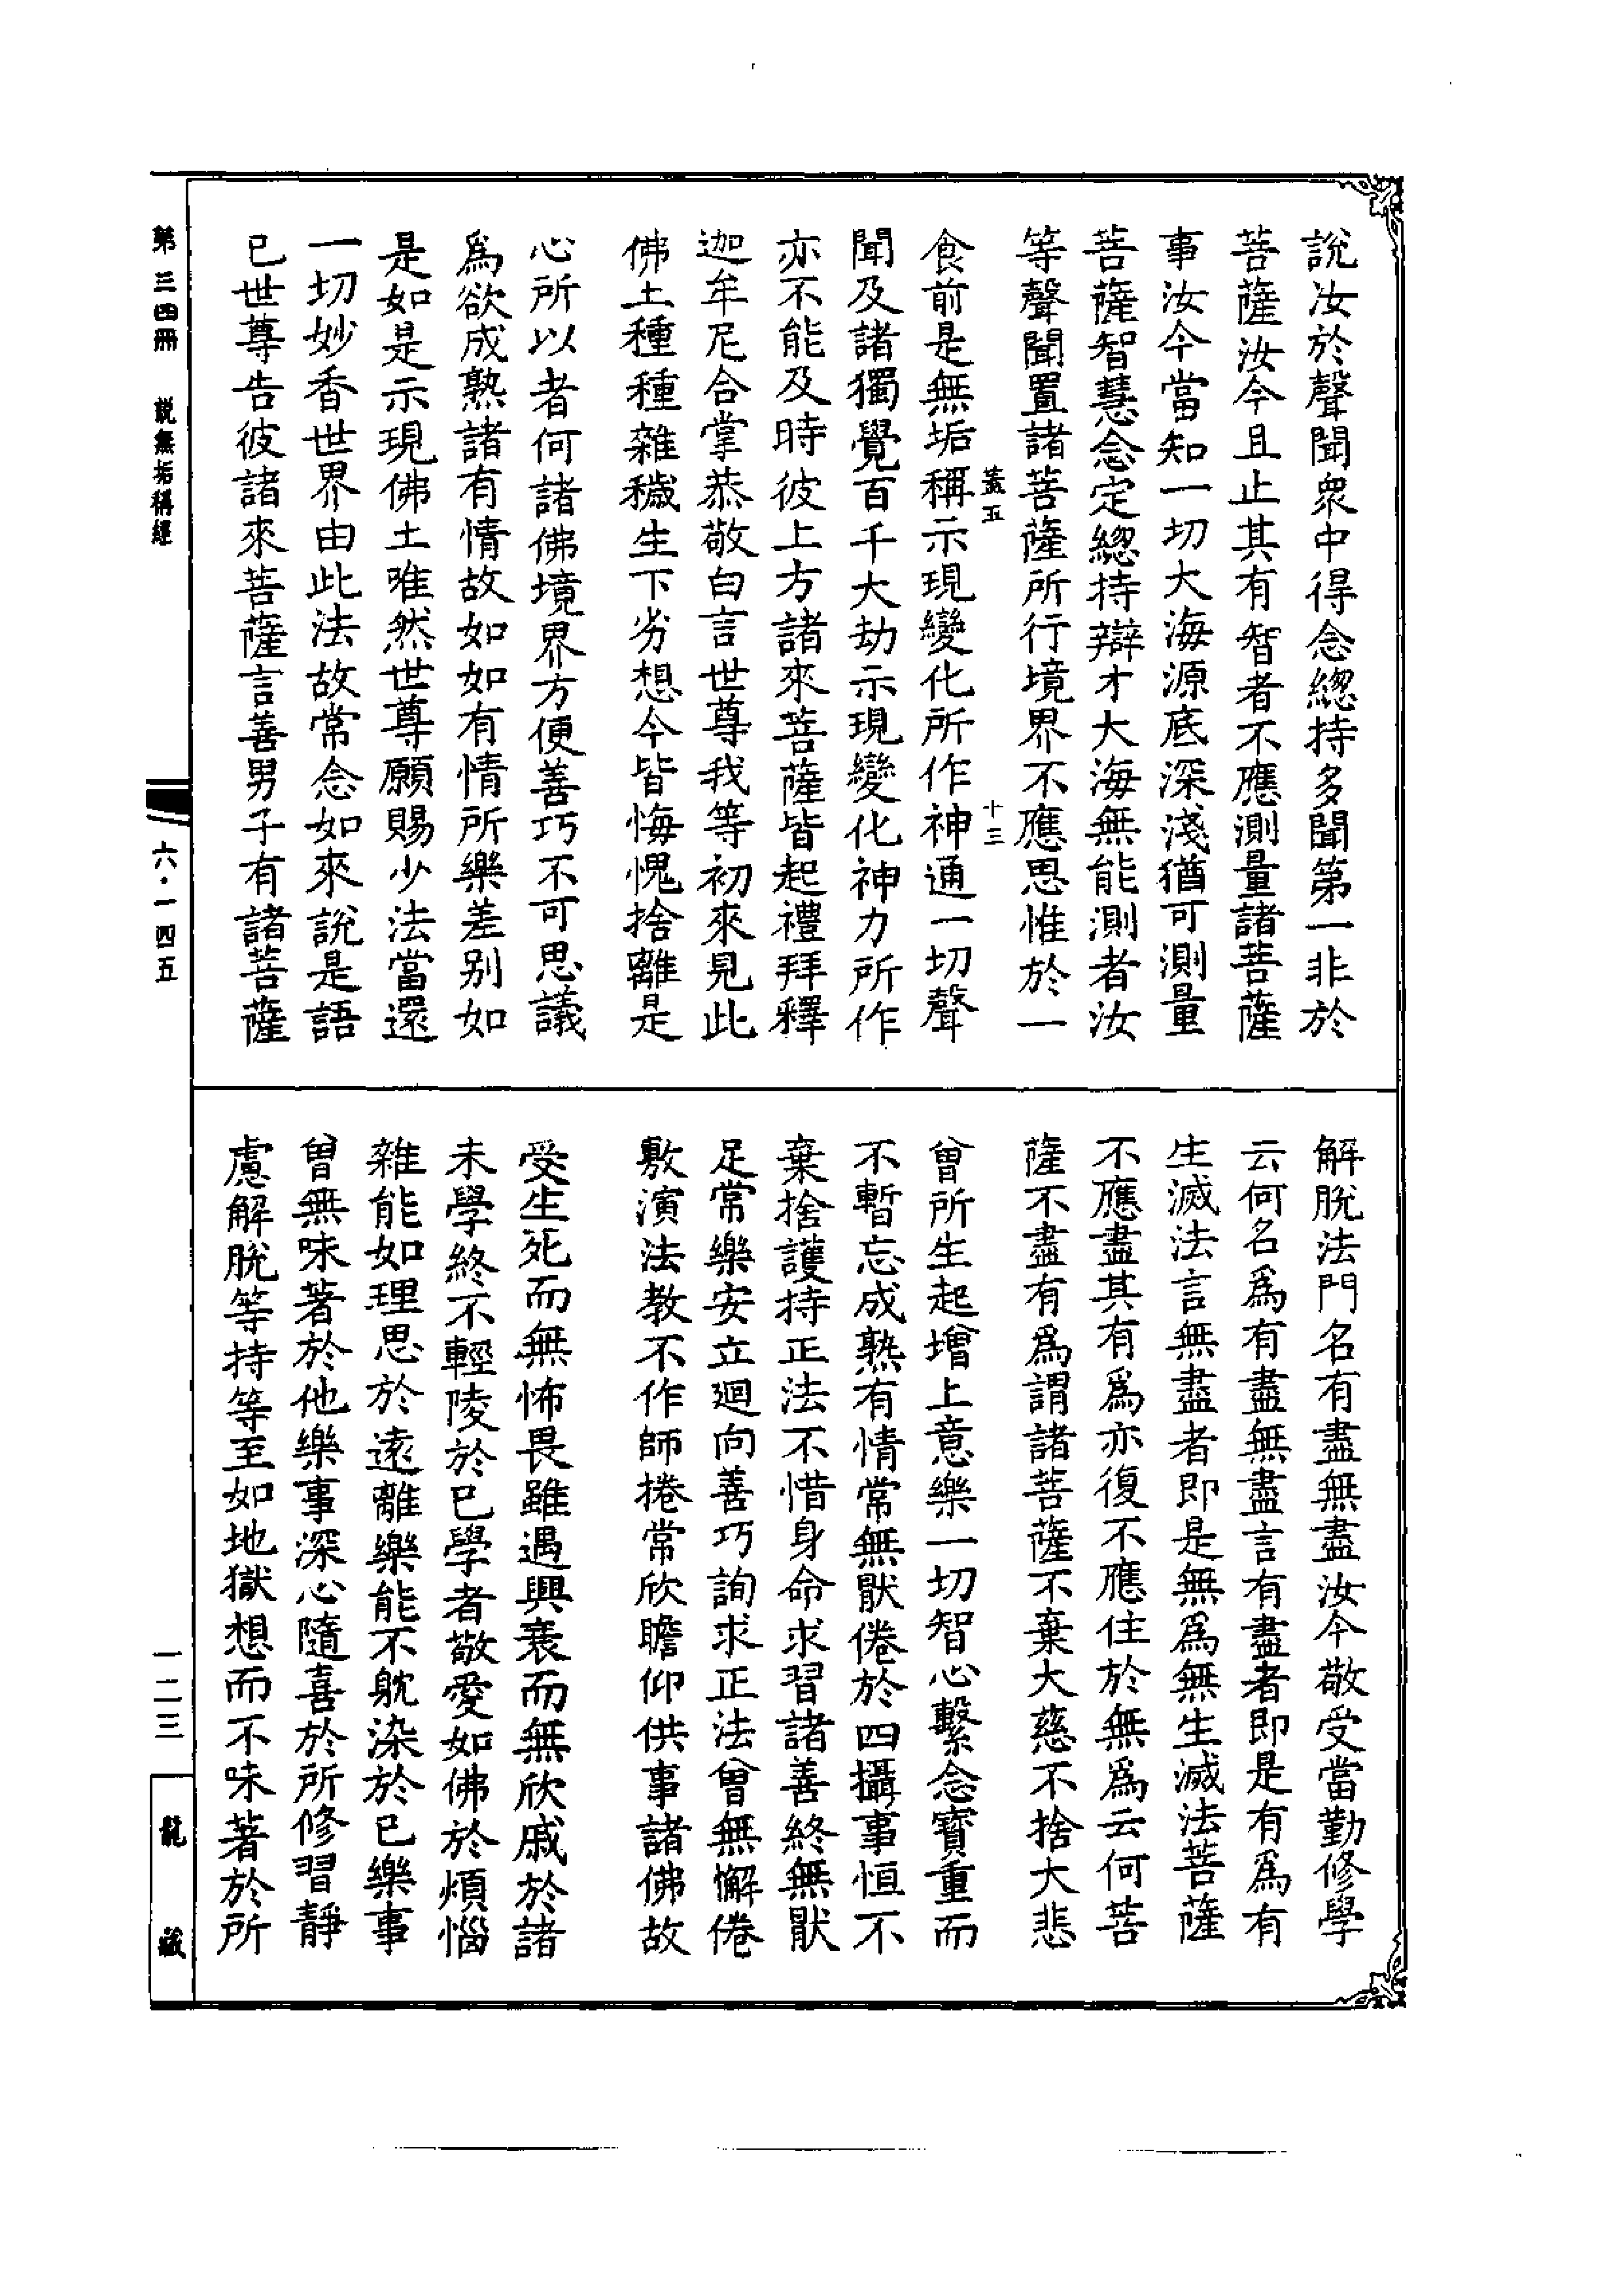 說汝於聲聞衆中得念緫持多聞第一非於
菩薩汝今且止其有智者不應測量諸菩薩
事汝今當知一切大海源底深淺猶可測量
菩薩智慧念定緫持辯才大海無能測者汝
等聲聞置諸菩薩所行境界不應思惟於一
蓋五 十三
食前是無垢稱示現變化所作神通一切聲
聞及諸獨覺百千大劫示現變化神力所作
亦不能及時彼上方諸來菩薩皆起禮拜釋
迦牟尼合掌恭敬白言世尊我等初來見此
佛土種種雜穢生下劣想今皆悔愧捨離是
心所以者何諸佛境界方便善巧不可思議
爲欲成熟諸有情故如如有情所樂差别如
是如是示現佛土唯然世尊願賜少法當還
一切妙香世界由此法故常念如來說是語
已世尊告彼諸來菩薩言善男子有諸菩薩
解脫法門名有盡無盡汝今敬受當勤修學
云何名爲有盡無盡言有盡者即是有爲有
生滅法言無盡者即是無爲無生滅法菩薩
不應盡其有爲亦復不應住於無爲云何菩
薩不盡有爲謂諸菩薩不棄大慈不捨大悲
曾所生起增上意樂一切智心繫念寶重而
不暫忘成熟有情常無猒倦於四攝事恒不
棄捨護持正法不惜身命求習諸善終無猒
足常樂安立迴向善巧詢求正法曾無懈倦
敷演法教不作師捲常欣瞻仰供事諸佛故
受生死而無怖畏雖遇興衰而無欣戚於諸
未學終不輕陵於已學者敬愛如佛於煩惱
雜能如理思於遠離樂能不躭染於已樂事
曾無味著於他樂事深心隨喜於所修習靜
慮解脫等持等至如地獄想而不味著於所
第三四冊 說無垢稱經
六·一四五
一二三
龍藏